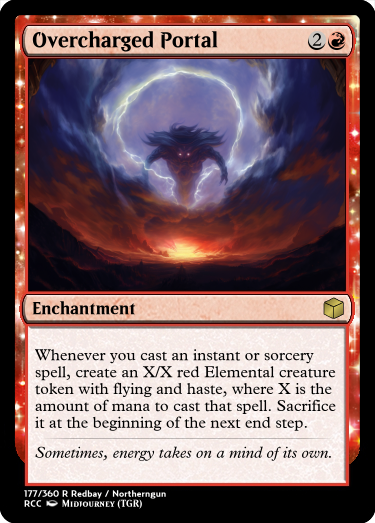 Overcharged Portal 2
Enchantment
Whenever you cast an instant or sorcery
spell, create an X/X red Elemental creature
token with flying and haste, where X is the
amount of mana to cast that spell. Sacrifice
it at the beginning of the next end step.
Sometimes, energy takes on a mind of its own.
177/360 R Redbay / Northerngun
RCC Midjourney (TGR)